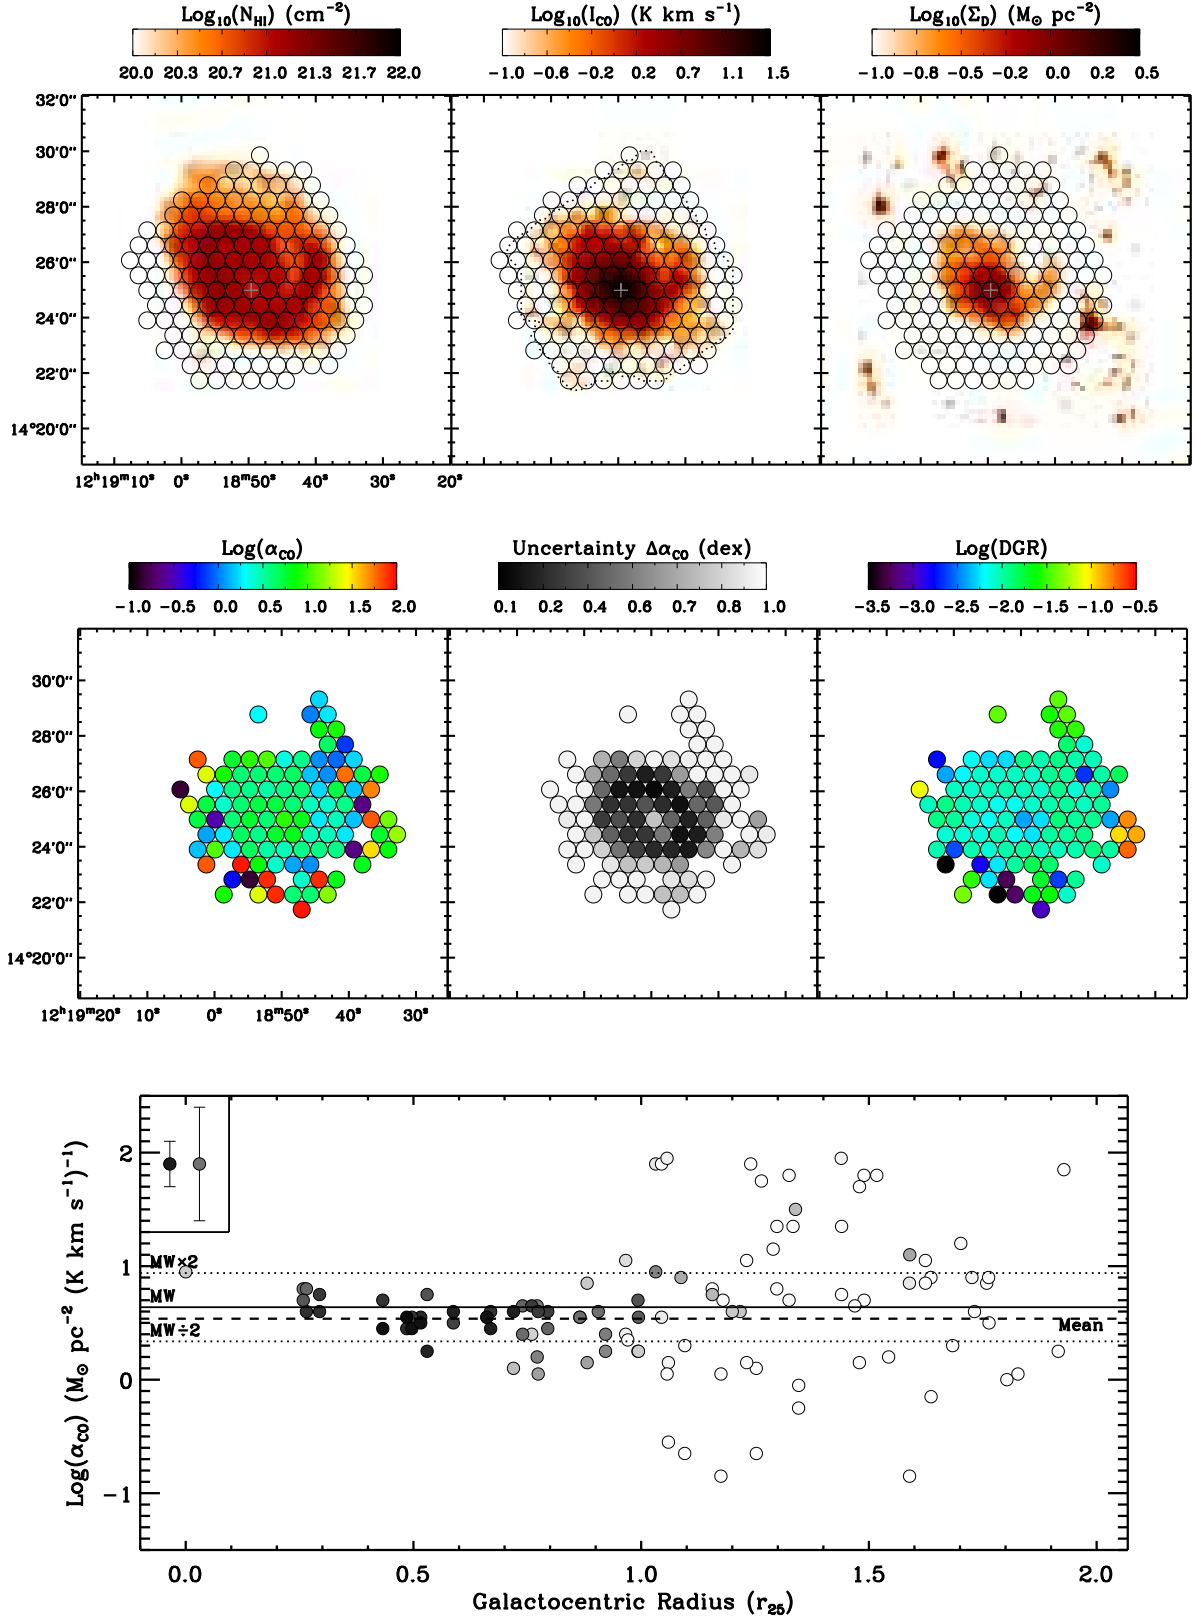 Log₁₀(N_HI) (cm⁻²) Log₁₀(I_CO) (K km s⁻¹) Log₁₀(Σ_D) (M⊙ pc⁻²)
20.0 20.3 20.7 21.0 21.3 21.7 22.0 −1.0 −0.6 −0.2 0.2 0.7 1.1 1.5 −1.0 −0.8 −0.5 −0.2 0.0 0.2 0.5
32'0"
30'0"
28'0"
26'0"
24'0"
22'0"
14°20'0"
12ʰ19ᵐ10ˢ 0ˢ 18ᵐ50ˢ 40ˢ 30ˢ 20ˢ
Log(α_CO) Uncertainty Δα_CO (dex) Log(DGR)
−1.0 −0.5 0.0 0.5 1.0 1.5 2.0 0.1 0.2 0.4 0.6 0.7 0.8 1.0 −3.5 −3.0 −2.5 −2.0 −1.5 −1.0 −0.5
30'0"
28'0"
26'0"
24'0"
22'0"
14°20'0"
12ʰ19ᵐ20ˢ 10ˢ 0ˢ 18ᵐ50ˢ 40ˢ 30ˢ
Log(α_CO) (M⊙ pc⁻² (K km s⁻¹)⁻¹)
2
1
0
−1
MW×2
MW
MW÷2
Mean
0.0 0.5 1.0 1.5 2.0
Galactocentric Radius (r₂₅)